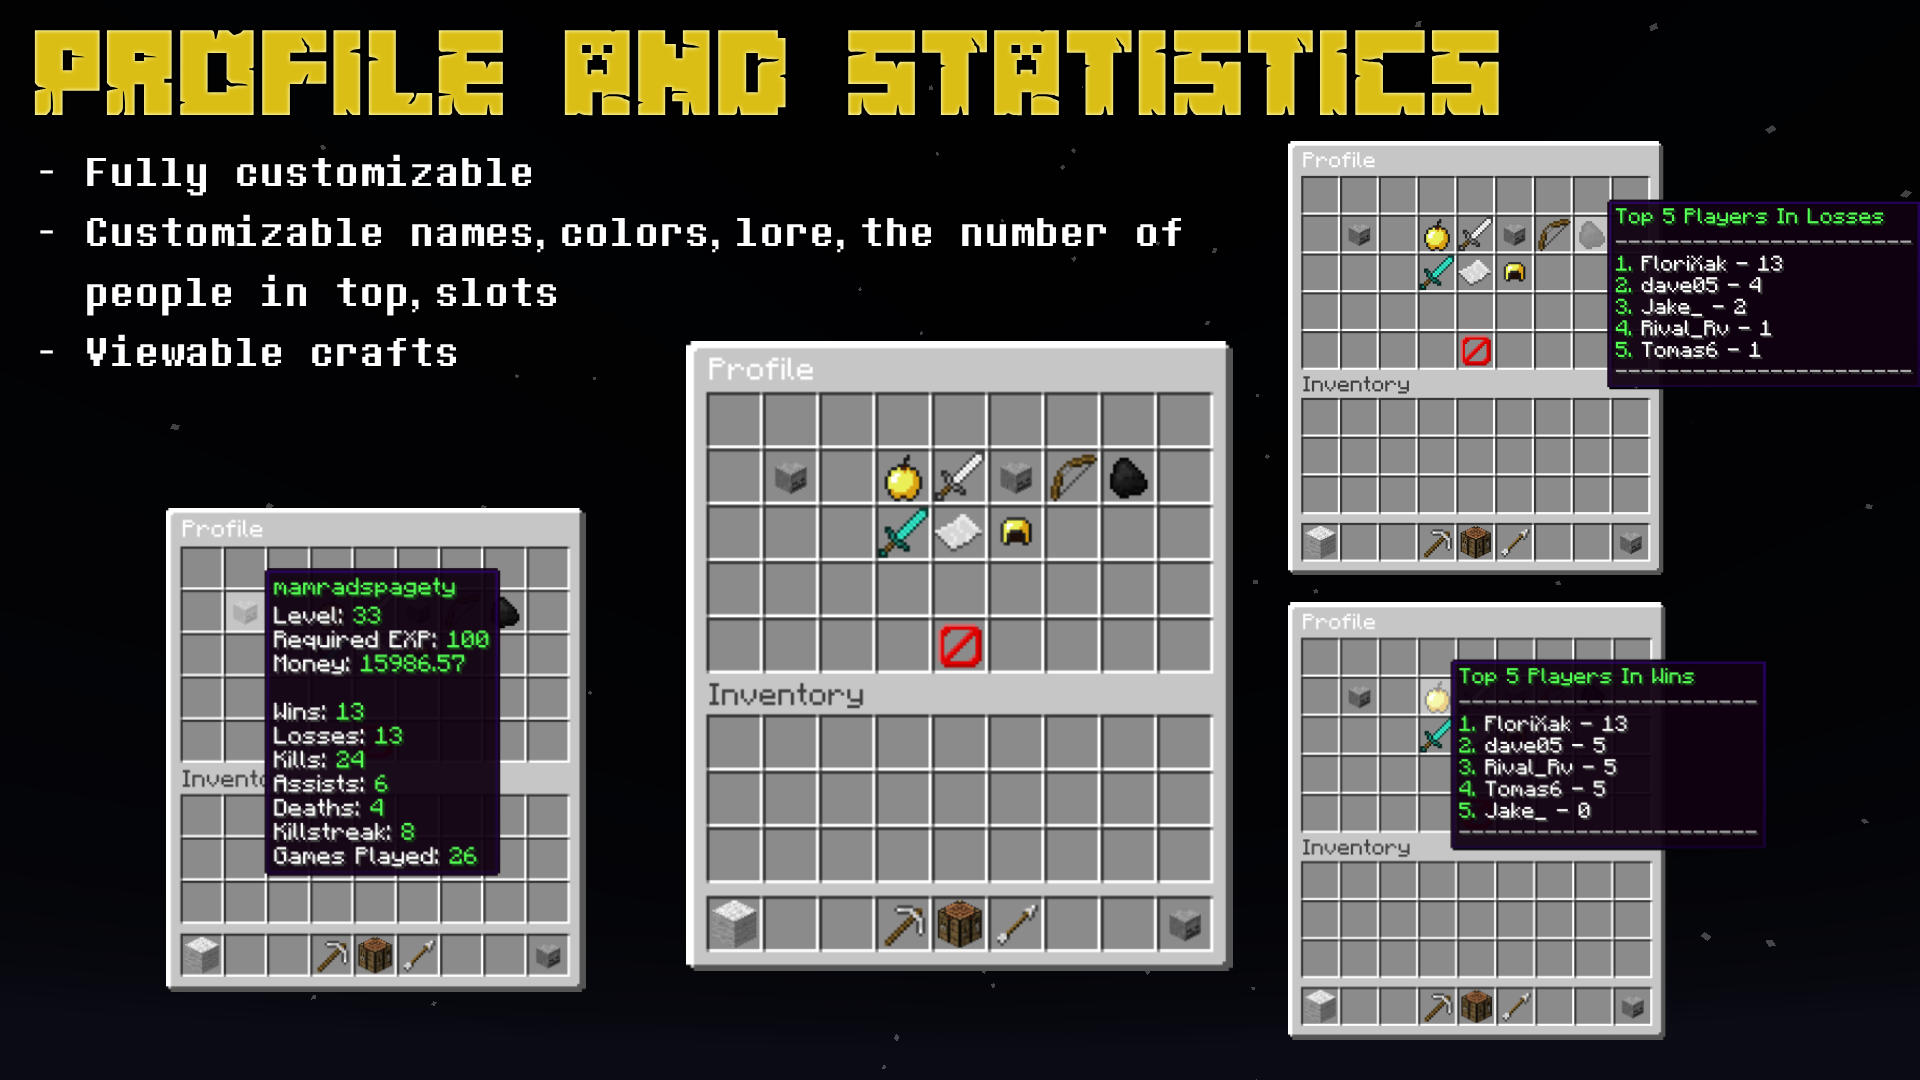 PROFILE AND STATISTICS
- Fully customizable
- Customizable names, colors, lore, the number of
people in top, slots
- Viewable crafts
Profile
mamradspagety
Level: 33
Required EXP: 100
Money: 15986.57
Wins: 13
Losses: 13
Kills: 24
Assists: 6
Deaths: 4
Killstreak: 8
Games Played: 26
Invento
Profile
Inventory
Profile
Top 5 Players In Losses
1. FloriXak - 13
2. dave05 - 4
3. Jake_ - 2
4. Rival_Rv - 1
5. Tomas6 - 1
Inventory
Profile
Top 5 Players In Wins
1. FloriXak - 13
2. dave05 - 5
3. Rival_Rv - 5
4. Tomas6 - 5
5. Jake_ - 0
Inventory